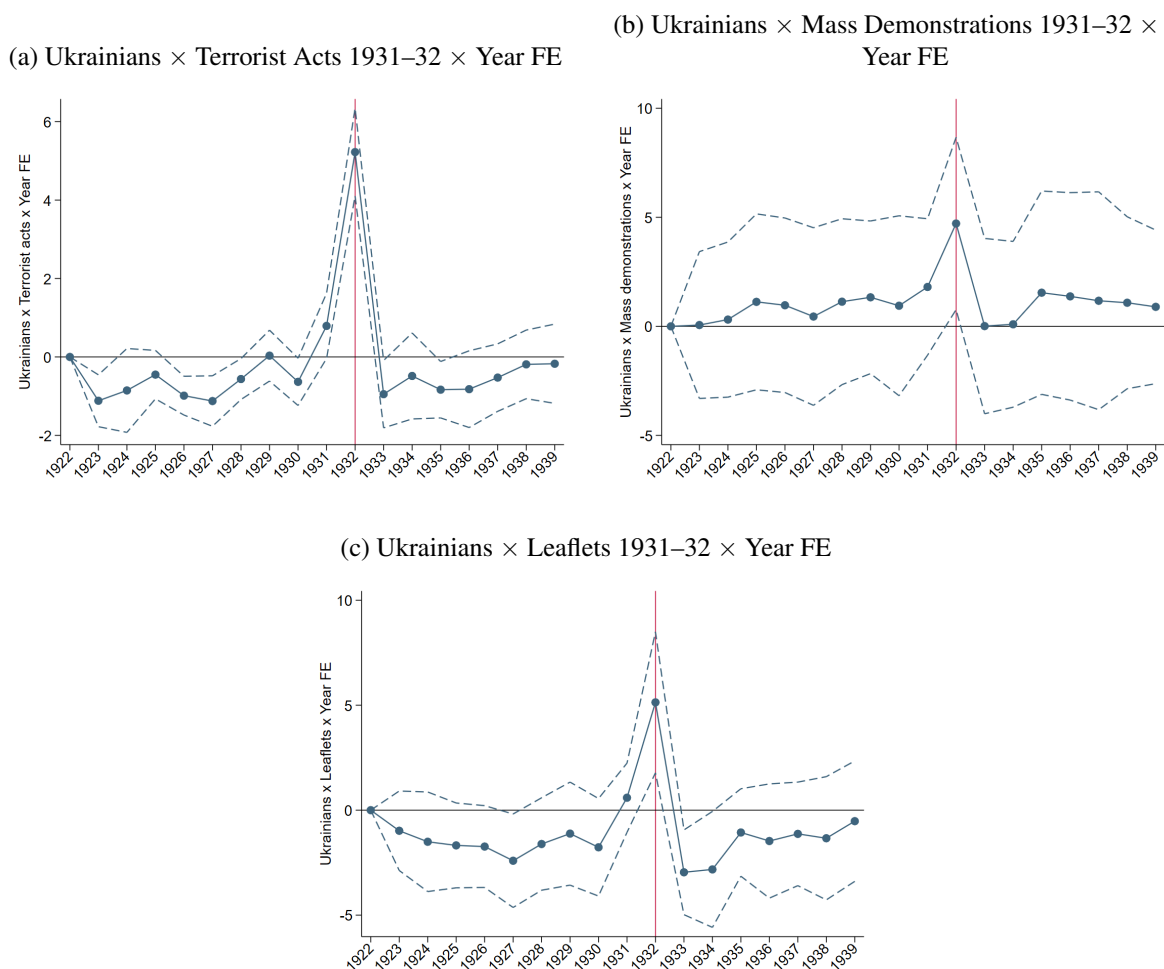 (a) Ukrainians × Terrorist Acts 1931–32 × Year FE
Ukrainians x Terrorist acts x Year FE
6
4
2
0
-2
1922 1923 1924 1925 1926 1927 1928 1929 1930 1931 1932 1933 1934 1935 1936 1937 1938 1939
(b) Ukrainians × Mass Demonstrations 1931–32 ×
Year FE
Ukrainians x Mass demonstrations x Year FE
10
5
0
-5
1922 1923 1924 1925 1926 1927 1928 1929 1930 1931 1932 1933 1934 1935 1936 1937 1938 1939
(c) Ukrainians × Leaflets 1931–32 × Year FE
Ukrainians x Leaflets x Year FE
10
5
0
-5
1922 1923 1924 1925 1926 1927 1928 1929 1930 1931 1932 1933 1934 1935 1936 1937 1938 1939